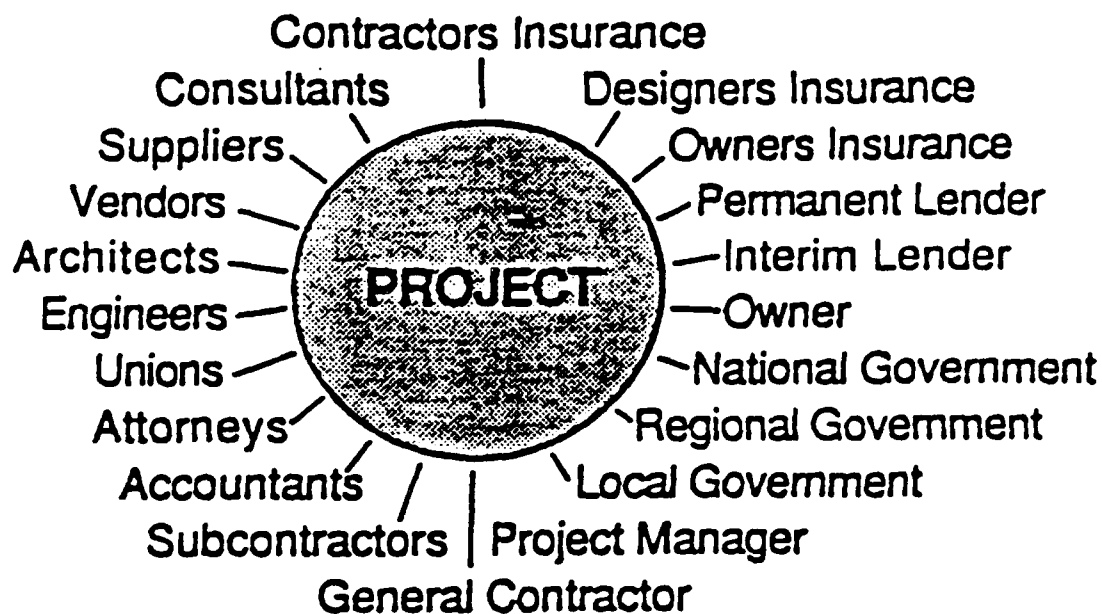 Contractors Insurance
Consultants
Designers Insurance
Suppliers
Owners Insurance
Vendors
Permanent Lender
Architects
Interim Lender
PROJECT
Engineers
Owner
Unions
National Government
Attorneys
Regional Government
Accountants
Local Government
Subcontractors
Project Manager
General Contractor